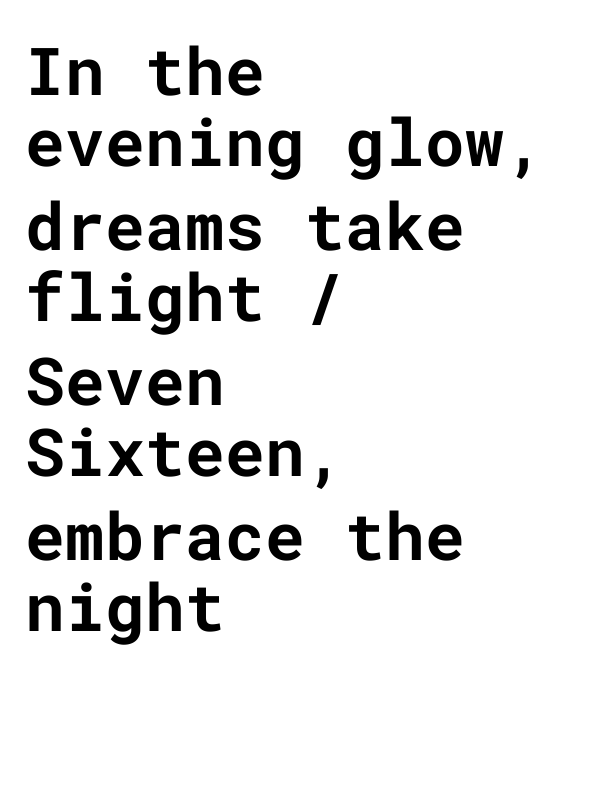 In the
evening glow,
dreams take
flight /
Seven
Sixteen,
embrace the
night